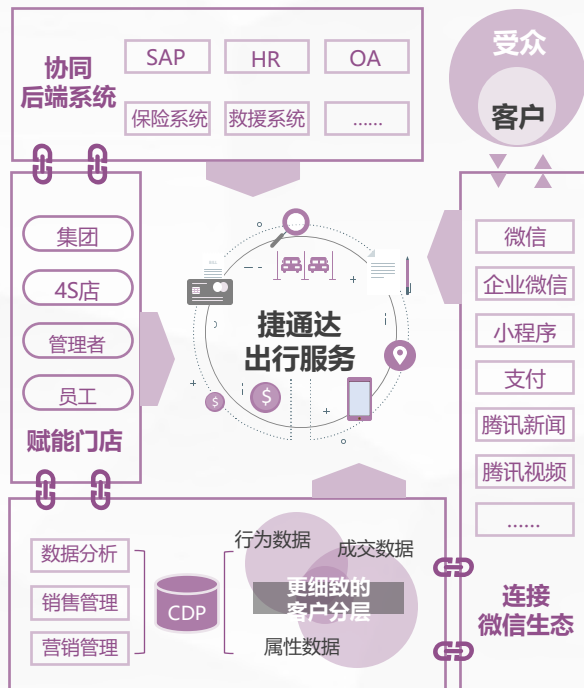 协同
后端系统
SAP
HR
OA
保险系统
救援系统
......
受众
客户
集团
4S店
管理者
员工
赋能门店
捷通达
出行服务
$
$
微信
企业微信
小程序
支付
腾讯新闻
腾讯视频
......
连接
微信生态
数据分析
销售管理
营销管理
CDP
行为数据
成交数据
更细致的
客户分层
属性数据